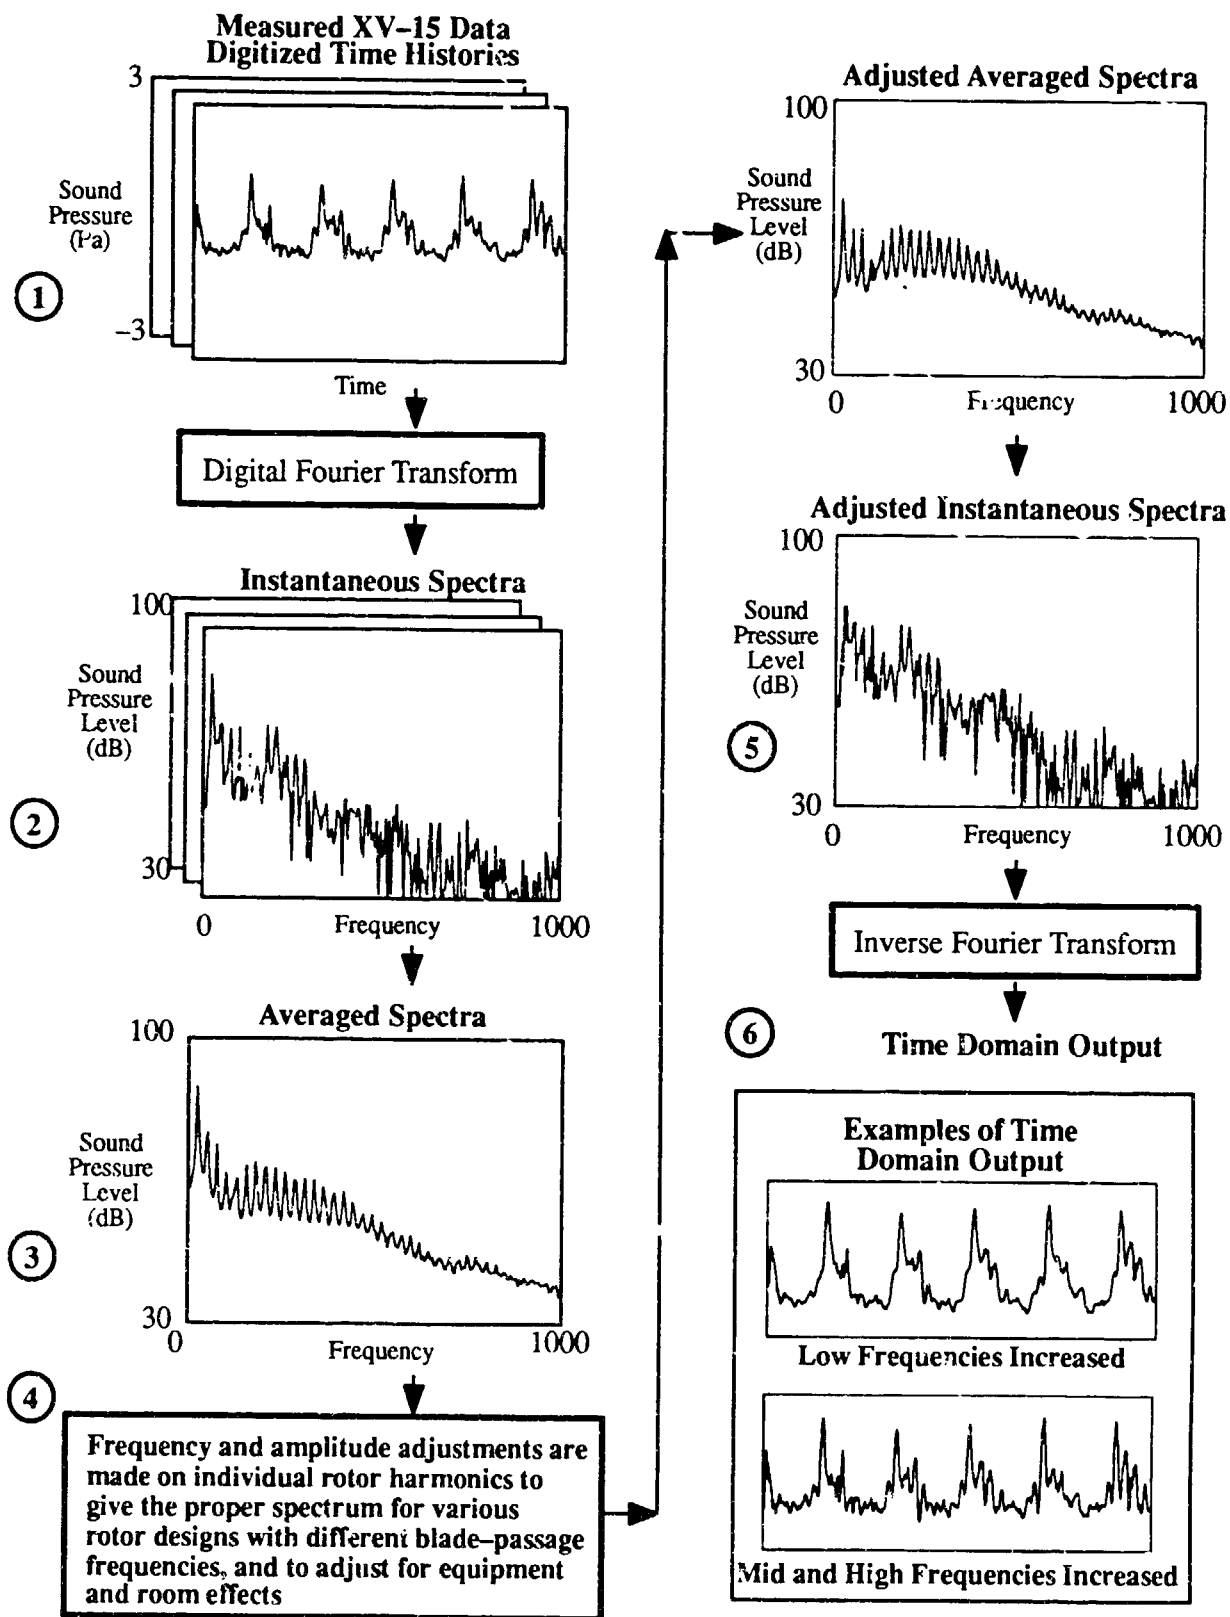 Measured XV–15 Data
Digitized Time Histories
3
Sound
Pressure
(Pa)
1
–3
Time
Digital Fourier Transform
Instantaneous Spectra
100
Sound
Pressure
Level
(dB)
2
30
0
Frequency
1000
Averaged Spectra
100
Sound
Pressure
Level
(dB)
3
30
0
Frequency
1000
4
Frequency and amplitude adjustments are
made on individual rotor harmonics to
give the proper spectrum for various
rotor designs with different blade–passage
frequencies, and to adjust for equipment
and room effects
Adjusted Averaged Spectra
100
Sound
Pressure
Level
(dB)
30
0
Frequency
1000
Adjusted Instantaneous Spectra
100
Sound
Pressure
Level
(dB)
5
30
0
Frequency
1000
Inverse Fourier Transform
6
Time Domain Output
Examples of Time
Domain Output
Low Frequencies Increased
Mid and High Frequencies Increased